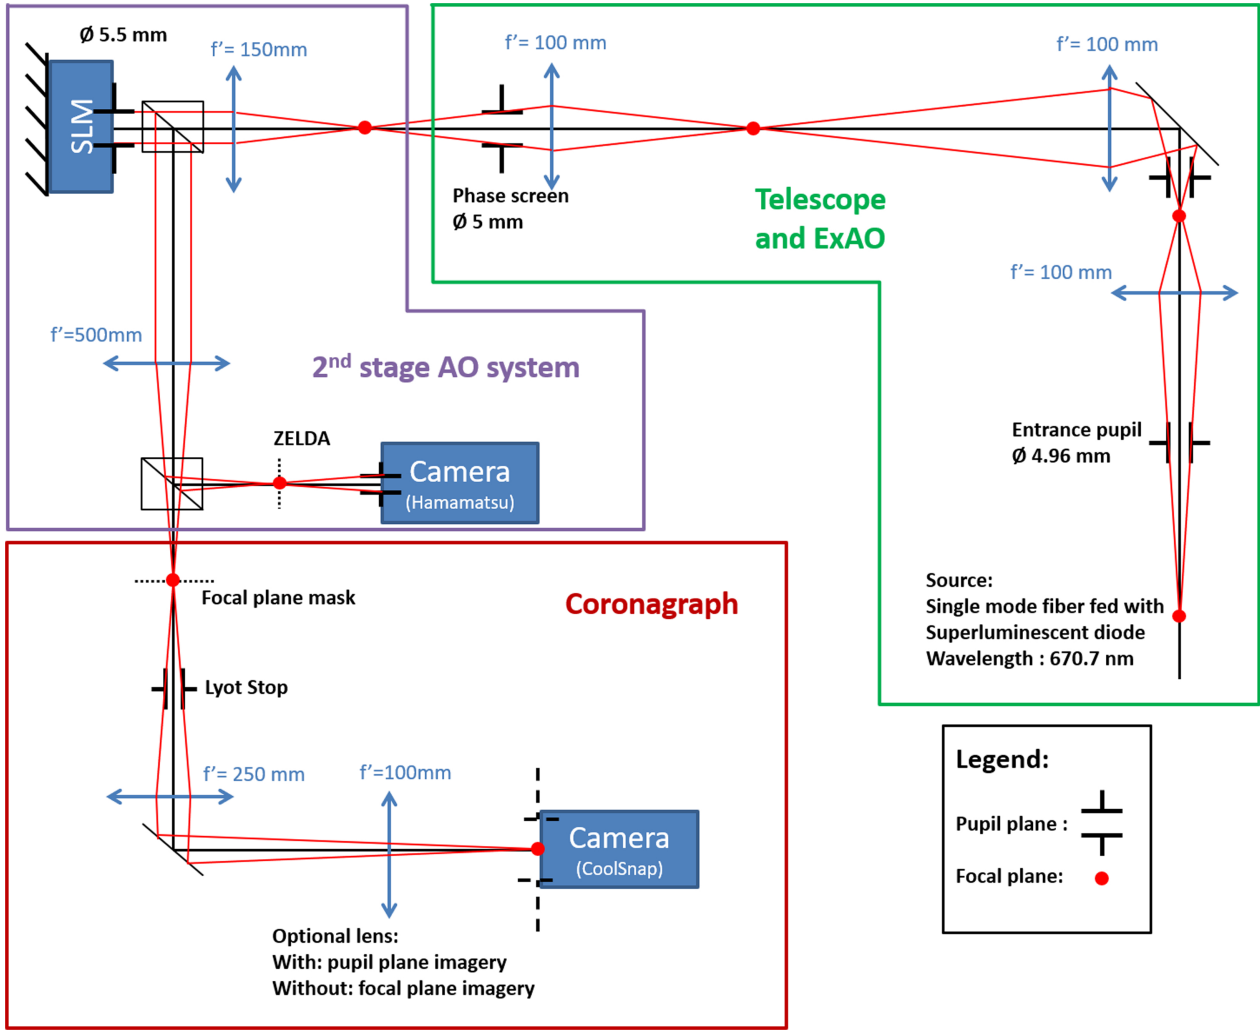 Ø 5.5 mm
f’= 150mm
SLM
f’= 100 mm
f’= 100 mm
Phase screen
Ø 5 mm
Telescope
and ExAO
f’= 100 mm
f’=500mm
2nd stage AO system
ZELDA
Camera
(Hamamatsu)
Entrance pupil
Ø 4.96 mm
Focal plane mask
Coronagraph
Source:
Single mode fiber fed with
Superluminescent diode
Wavelength : 670.7 nm
Lyot Stop
f’= 250 mm
f’=100mm
Camera
(CoolSnap)
Optional lens:
With: pupil plane imagery
Without: focal plane imagery
Legend:
Pupil plane :
Focal plane: